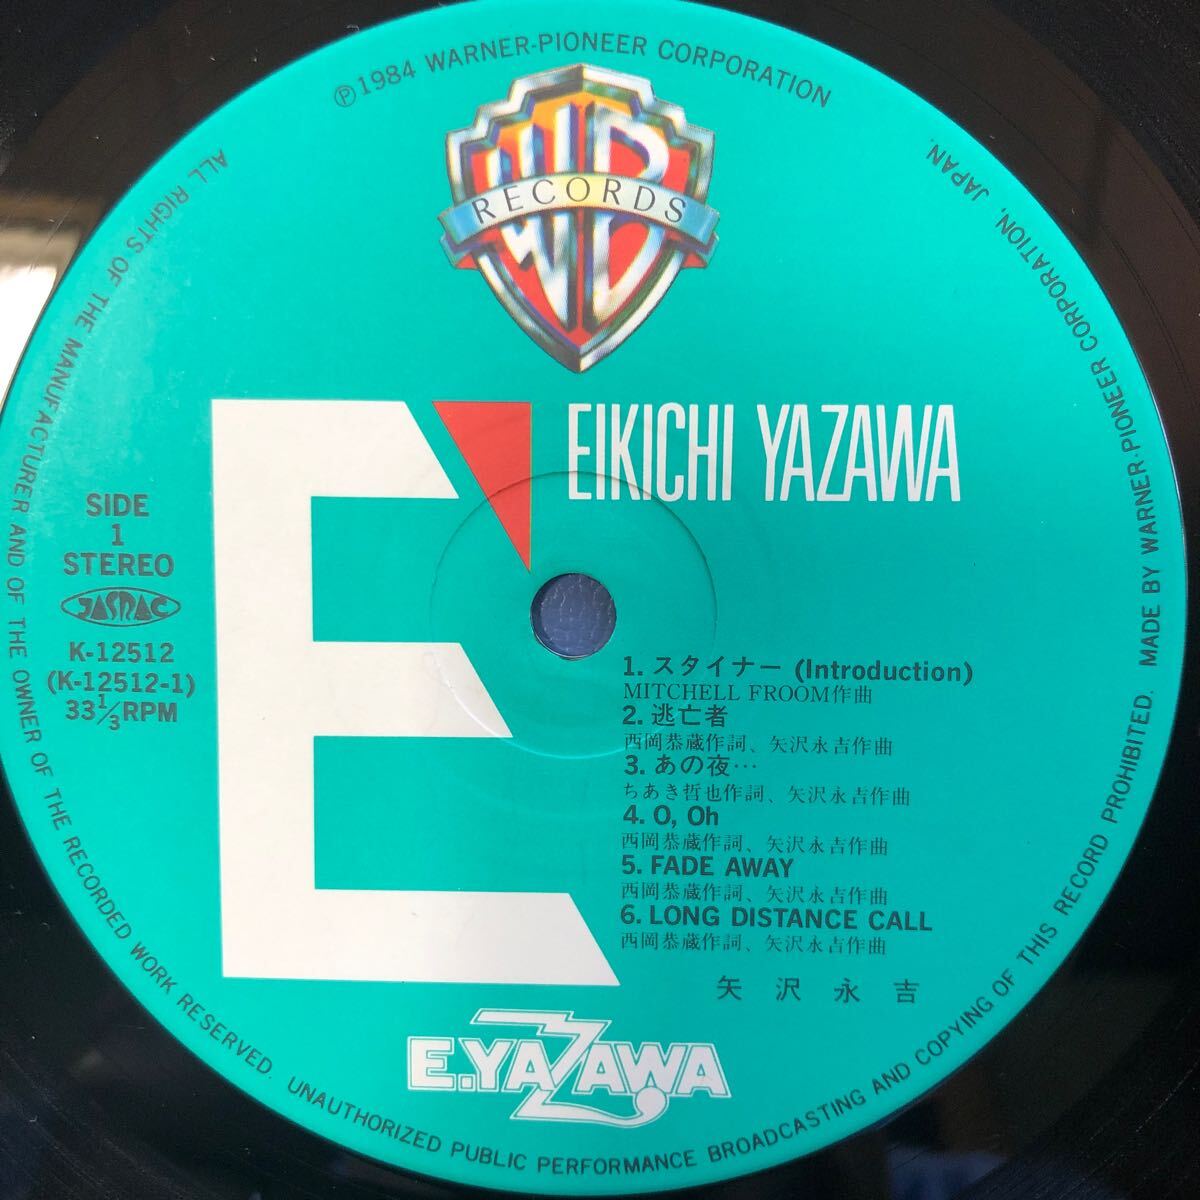 ℗1984 WARNER-PIONEER CORPORATION
WB
RECORDS
E'
EIKICHI YAZAWA
SIDE
1
STEREO
JASRAC
K-12512
(K-12512-1)
33 1/3 RPM
1. スタイナー (Introduction)
MITCHELL FROOM作曲
2. 逃亡者
西岡恭蔵作詞、矢沢永吉作曲
3. あの夜…
ちあき哲也作詞、矢沢永吉作曲
4. O, Oh
西岡恭蔵作詞、矢沢永吉作曲
5. FADE AWAY
西岡恭蔵作詞、矢沢永吉作曲
6. LONG DISTANCE CALL
西岡恭蔵作詞、矢沢永吉作曲
矢沢永吉
E.YAZAWA
ALL RIGHTS OF THE MANUFACTURER AND OF THE OWNER OF THE RECORDED WORK RESERVED. UNAUTHORIZED PUBLIC PERFORMANCE BROADCASTING AND COPYING OF THIS RECORD PROHIBITED. MADE BY WARNER-PIONEER CORPORATION, JAPAN.